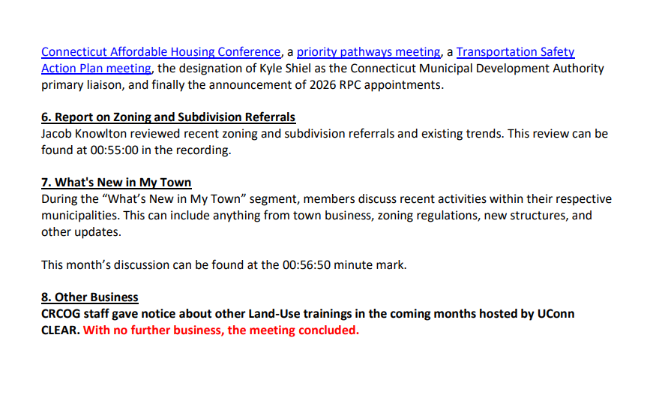 Connecticut Affordable Housing Conference, a priority pathways meeting, a Transportation Safety
Action Plan meeting, the designation of Kyle Shiel as the Connecticut Municipal Development Authority
primary liaison, and finally the announcement of 2026 RPC appointments.
6. Report on Zoning and Subdivision Referrals
Jacob Knowlton reviewed recent zoning and subdivision referrals and existing trends. This review can be
found at 00:55:00 in the recording.
7. What's New in My Town
During the “What’s New in My Town” segment, members discuss recent activities within their respective
municipalities. This can include anything from town business, zoning regulations, new structures, and
other updates.
This month’s discussion can be found at the 00:56:50 minute mark.
8. Other Business
CRCOG staff gave notice about other Land-Use trainings in the coming months hosted by UConn
CLEAR. With no further business, the meeting concluded.